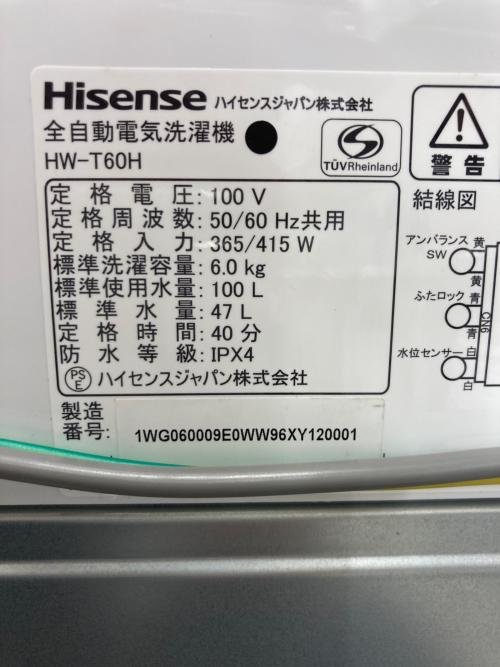 Hisense ハイセンスジャパン株式会社
全自動電気洗濯機
HW-T60H
TÜVRheinland
警告
定格電圧: 100 V
定格周波数: 50/60 Hz共用
定格入力: 365/415 W
標準洗濯容量: 6.0 kg
標準使用水量: 100 L
標準水量: 47 L
定格時間: 40 分
防水等級: IPX4
PS
E
ハイセンスジャパン株式会社
製造
番号: 1WG060009E0WW96XY120001
結線図
アンバランス
SW
黄
黄
ふたロック
青
青
水位センサー
白
白
CN6